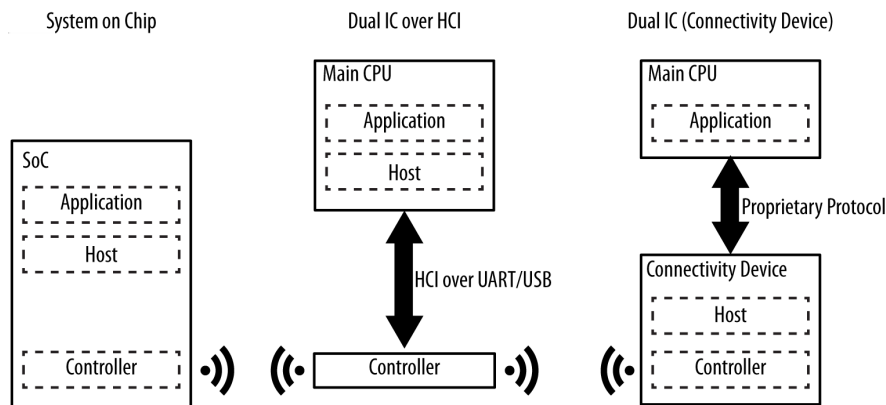 System on Chip
Dual IC over HCI
Dual IC (Connectivity Device)
SoC
Application
Host
Controller
Main CPU
Application
Host
HCI over UART/USB
Controller
Main CPU
Application
Proprietary Protocol
Connectivity Device
Host
Controller